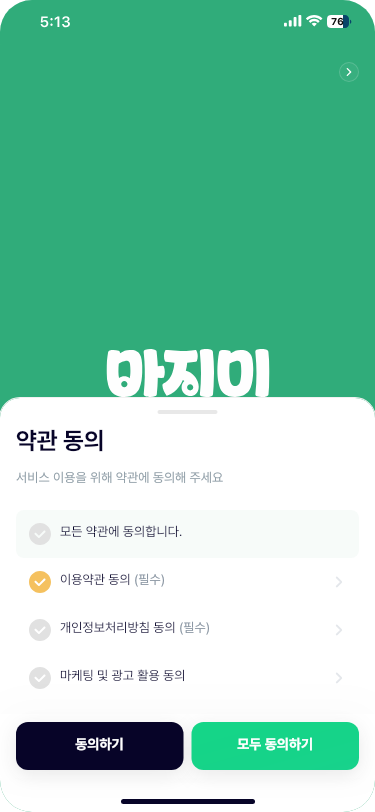 5:13
76
마지미
약관 동의
서비스 이용을 위해 약관에 동의해 주세요
모든 약관에 동의합니다.
이용약관 동의 (필수)
개인정보처리방침 동의 (필수)
마케팅 및 광고 활용 동의
동의하기
모두 동의하기